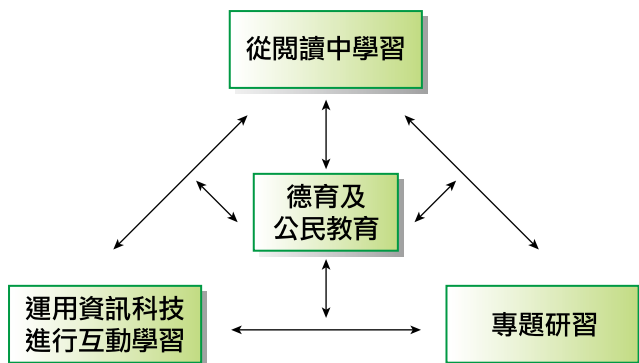 從閱讀中學習
德育及
公民教育
運用資訊科技
進行互動學習
專題研習